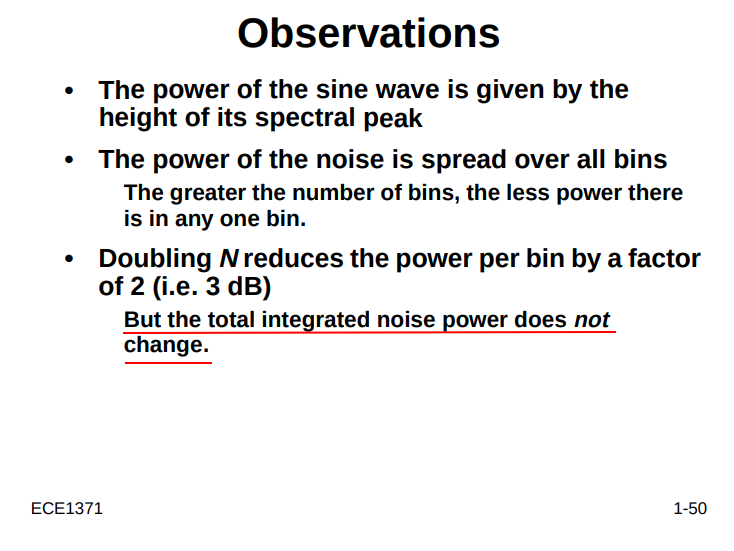 Observations
• The power of the sine wave is given by the
height of its spectral peak
• The power of the noise is spread over all bins
The greater the number of bins, the less power there
is in any one bin.
• Doubling N reduces the power per bin by a factor
of 2 (i.e. 3 dB)
But the total integrated noise power does not
change.
ECE1371
1-50